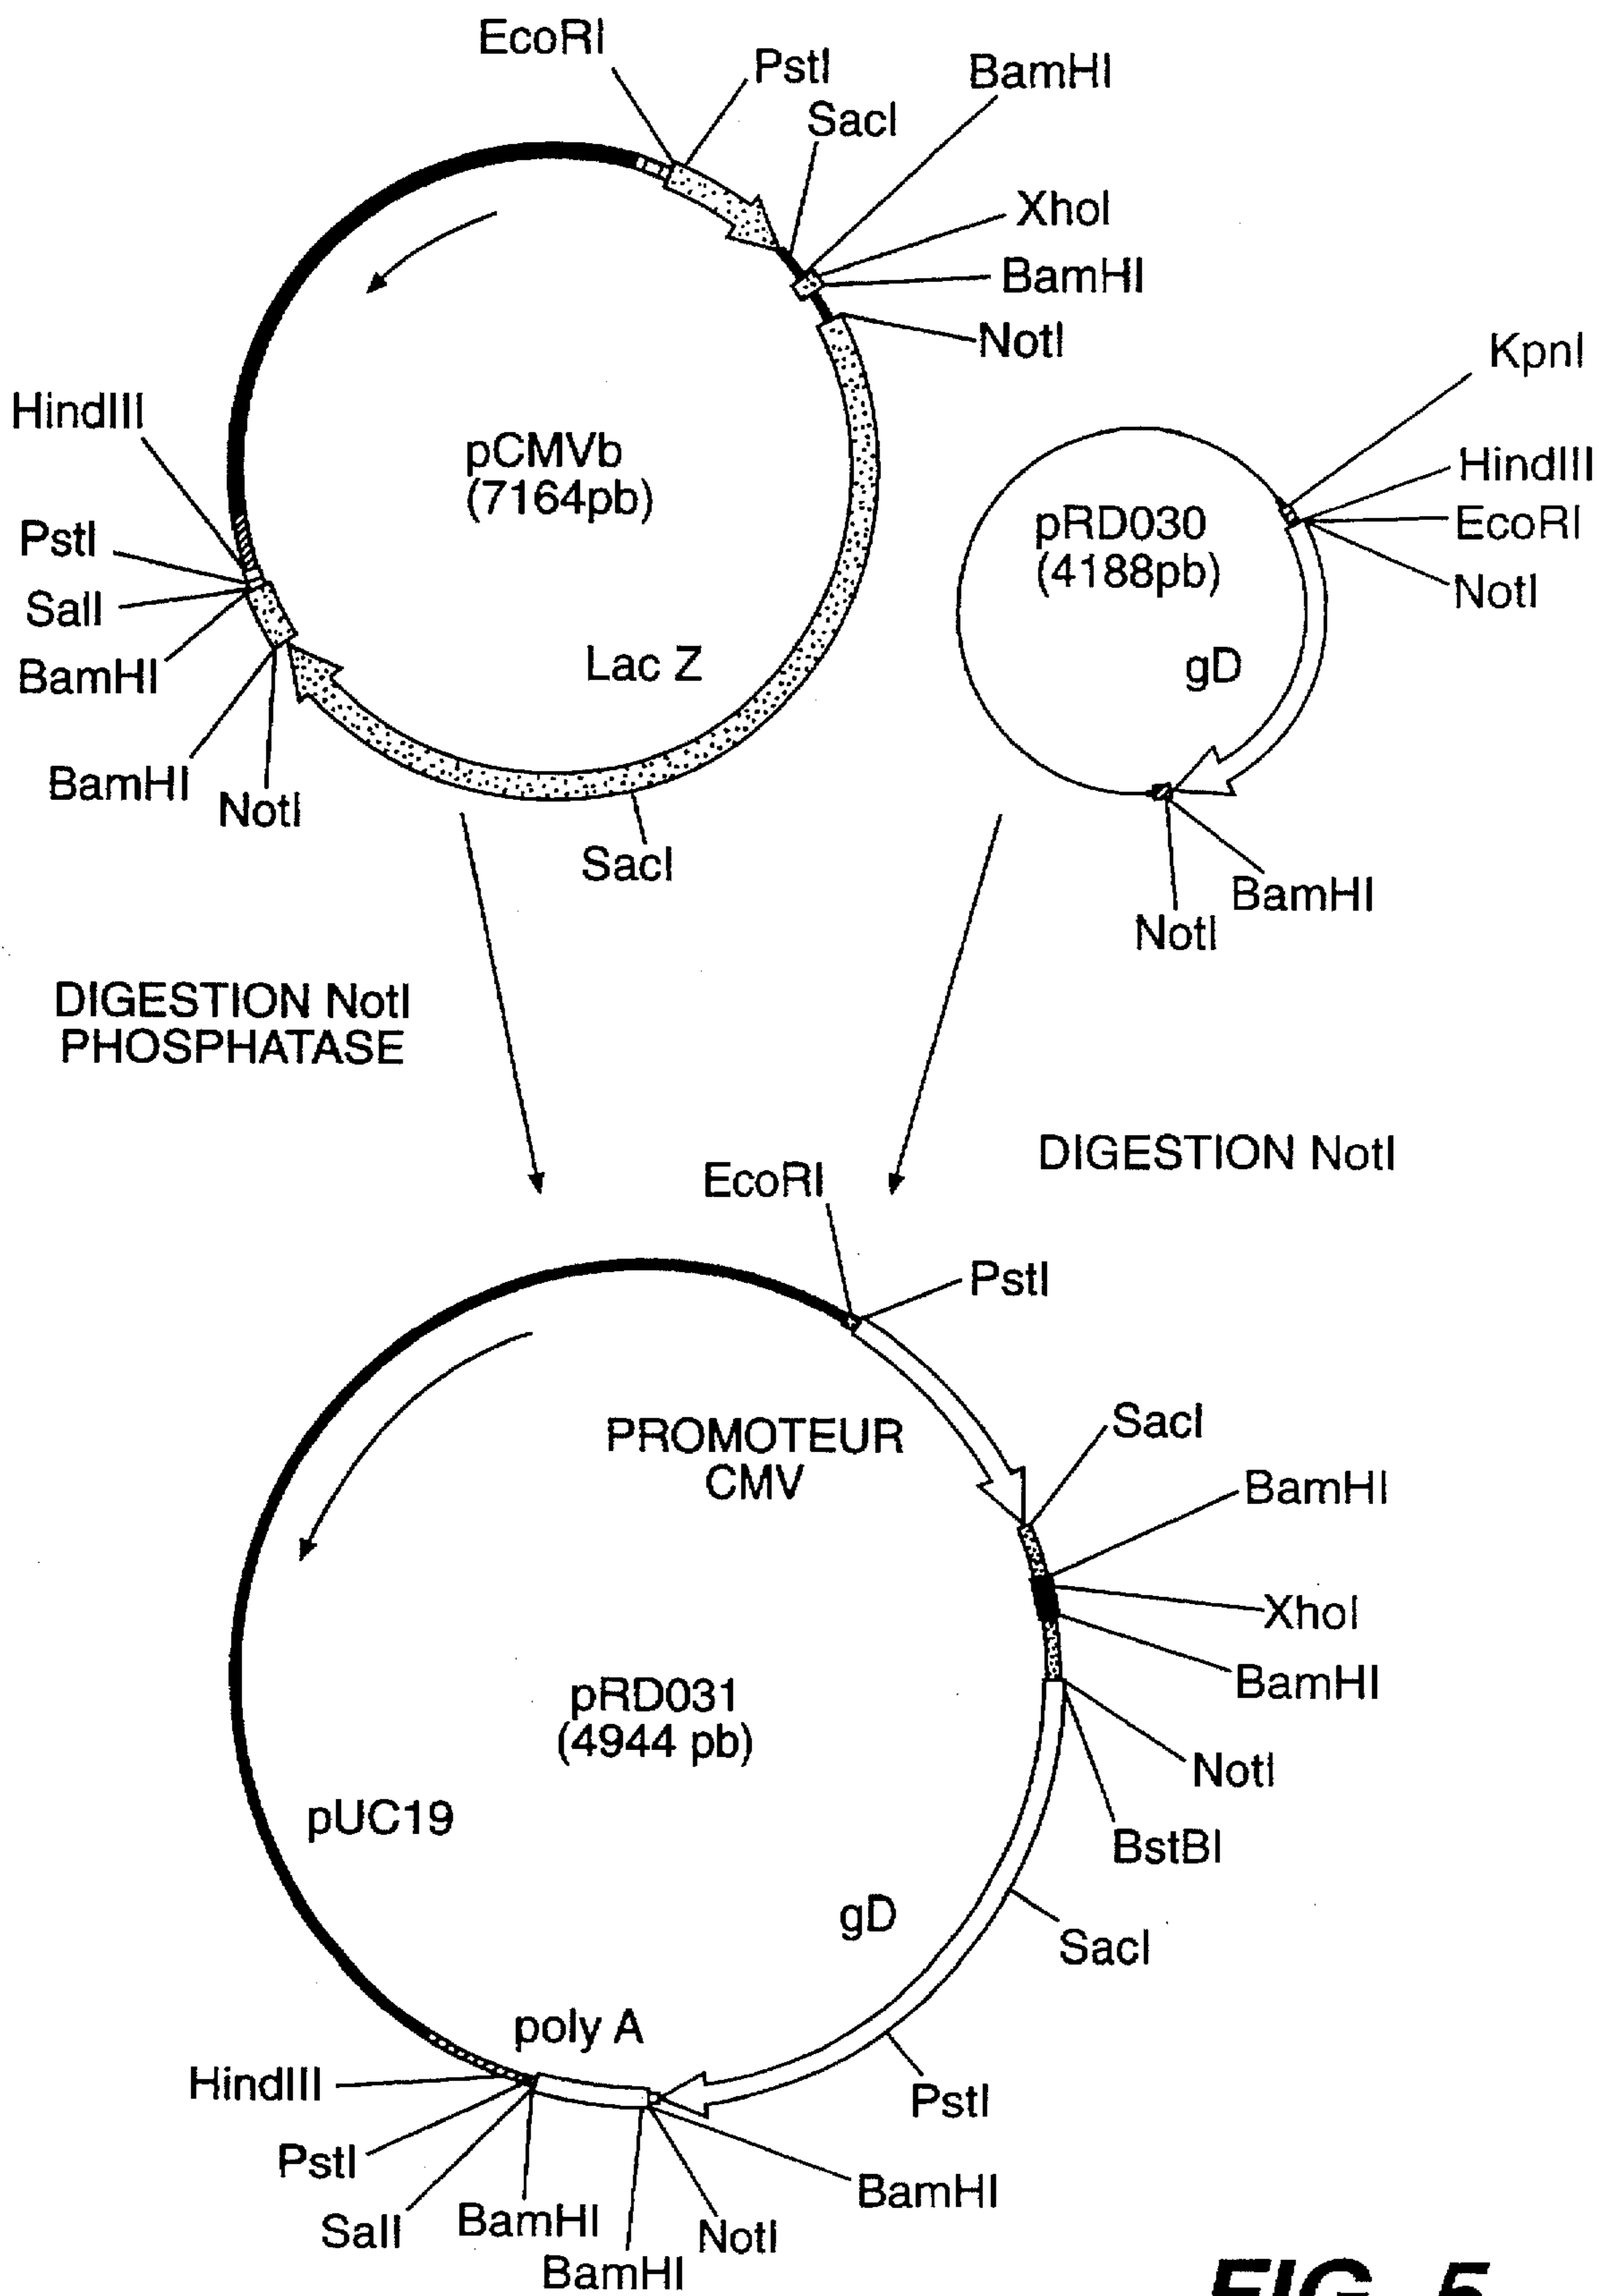 EcoRI
PstI
BamHI
SacI
XhoI
BamHI
NotI
HindIII
pCMVb
(7164pb)
PstI
SalI
BamHI
Lac Z
BamHI
NotI
SacI
KpnI
HindIII
pRD030
(4188pb)
EcoRI
NotI
gD
BamHI
NotI
DIGESTION NotI
PHOSPHATASE
DIGESTION NotI
EcoRI
PstI
PROMOTEUR
CMV
SacI
BamHI
XhoI
BamHI
pRD031
(4944 pb)
NotI
pUC19
BstBI
gD
SacI
poly A
HindIII
PstI
PstI
BamHI
SalI
BamHI
NotI
BamHI
FIG. 5